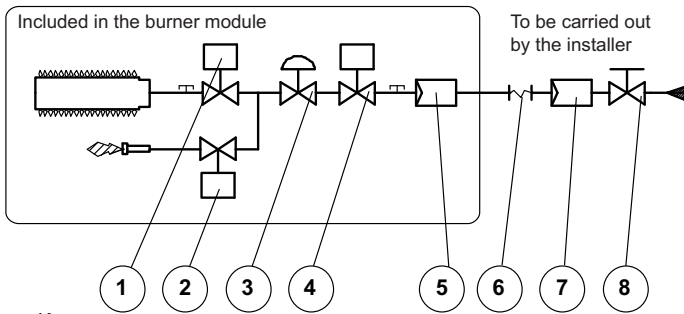 Included in the burner module
To be carried out
by the installer
1 2 3 4 5 6 7 8